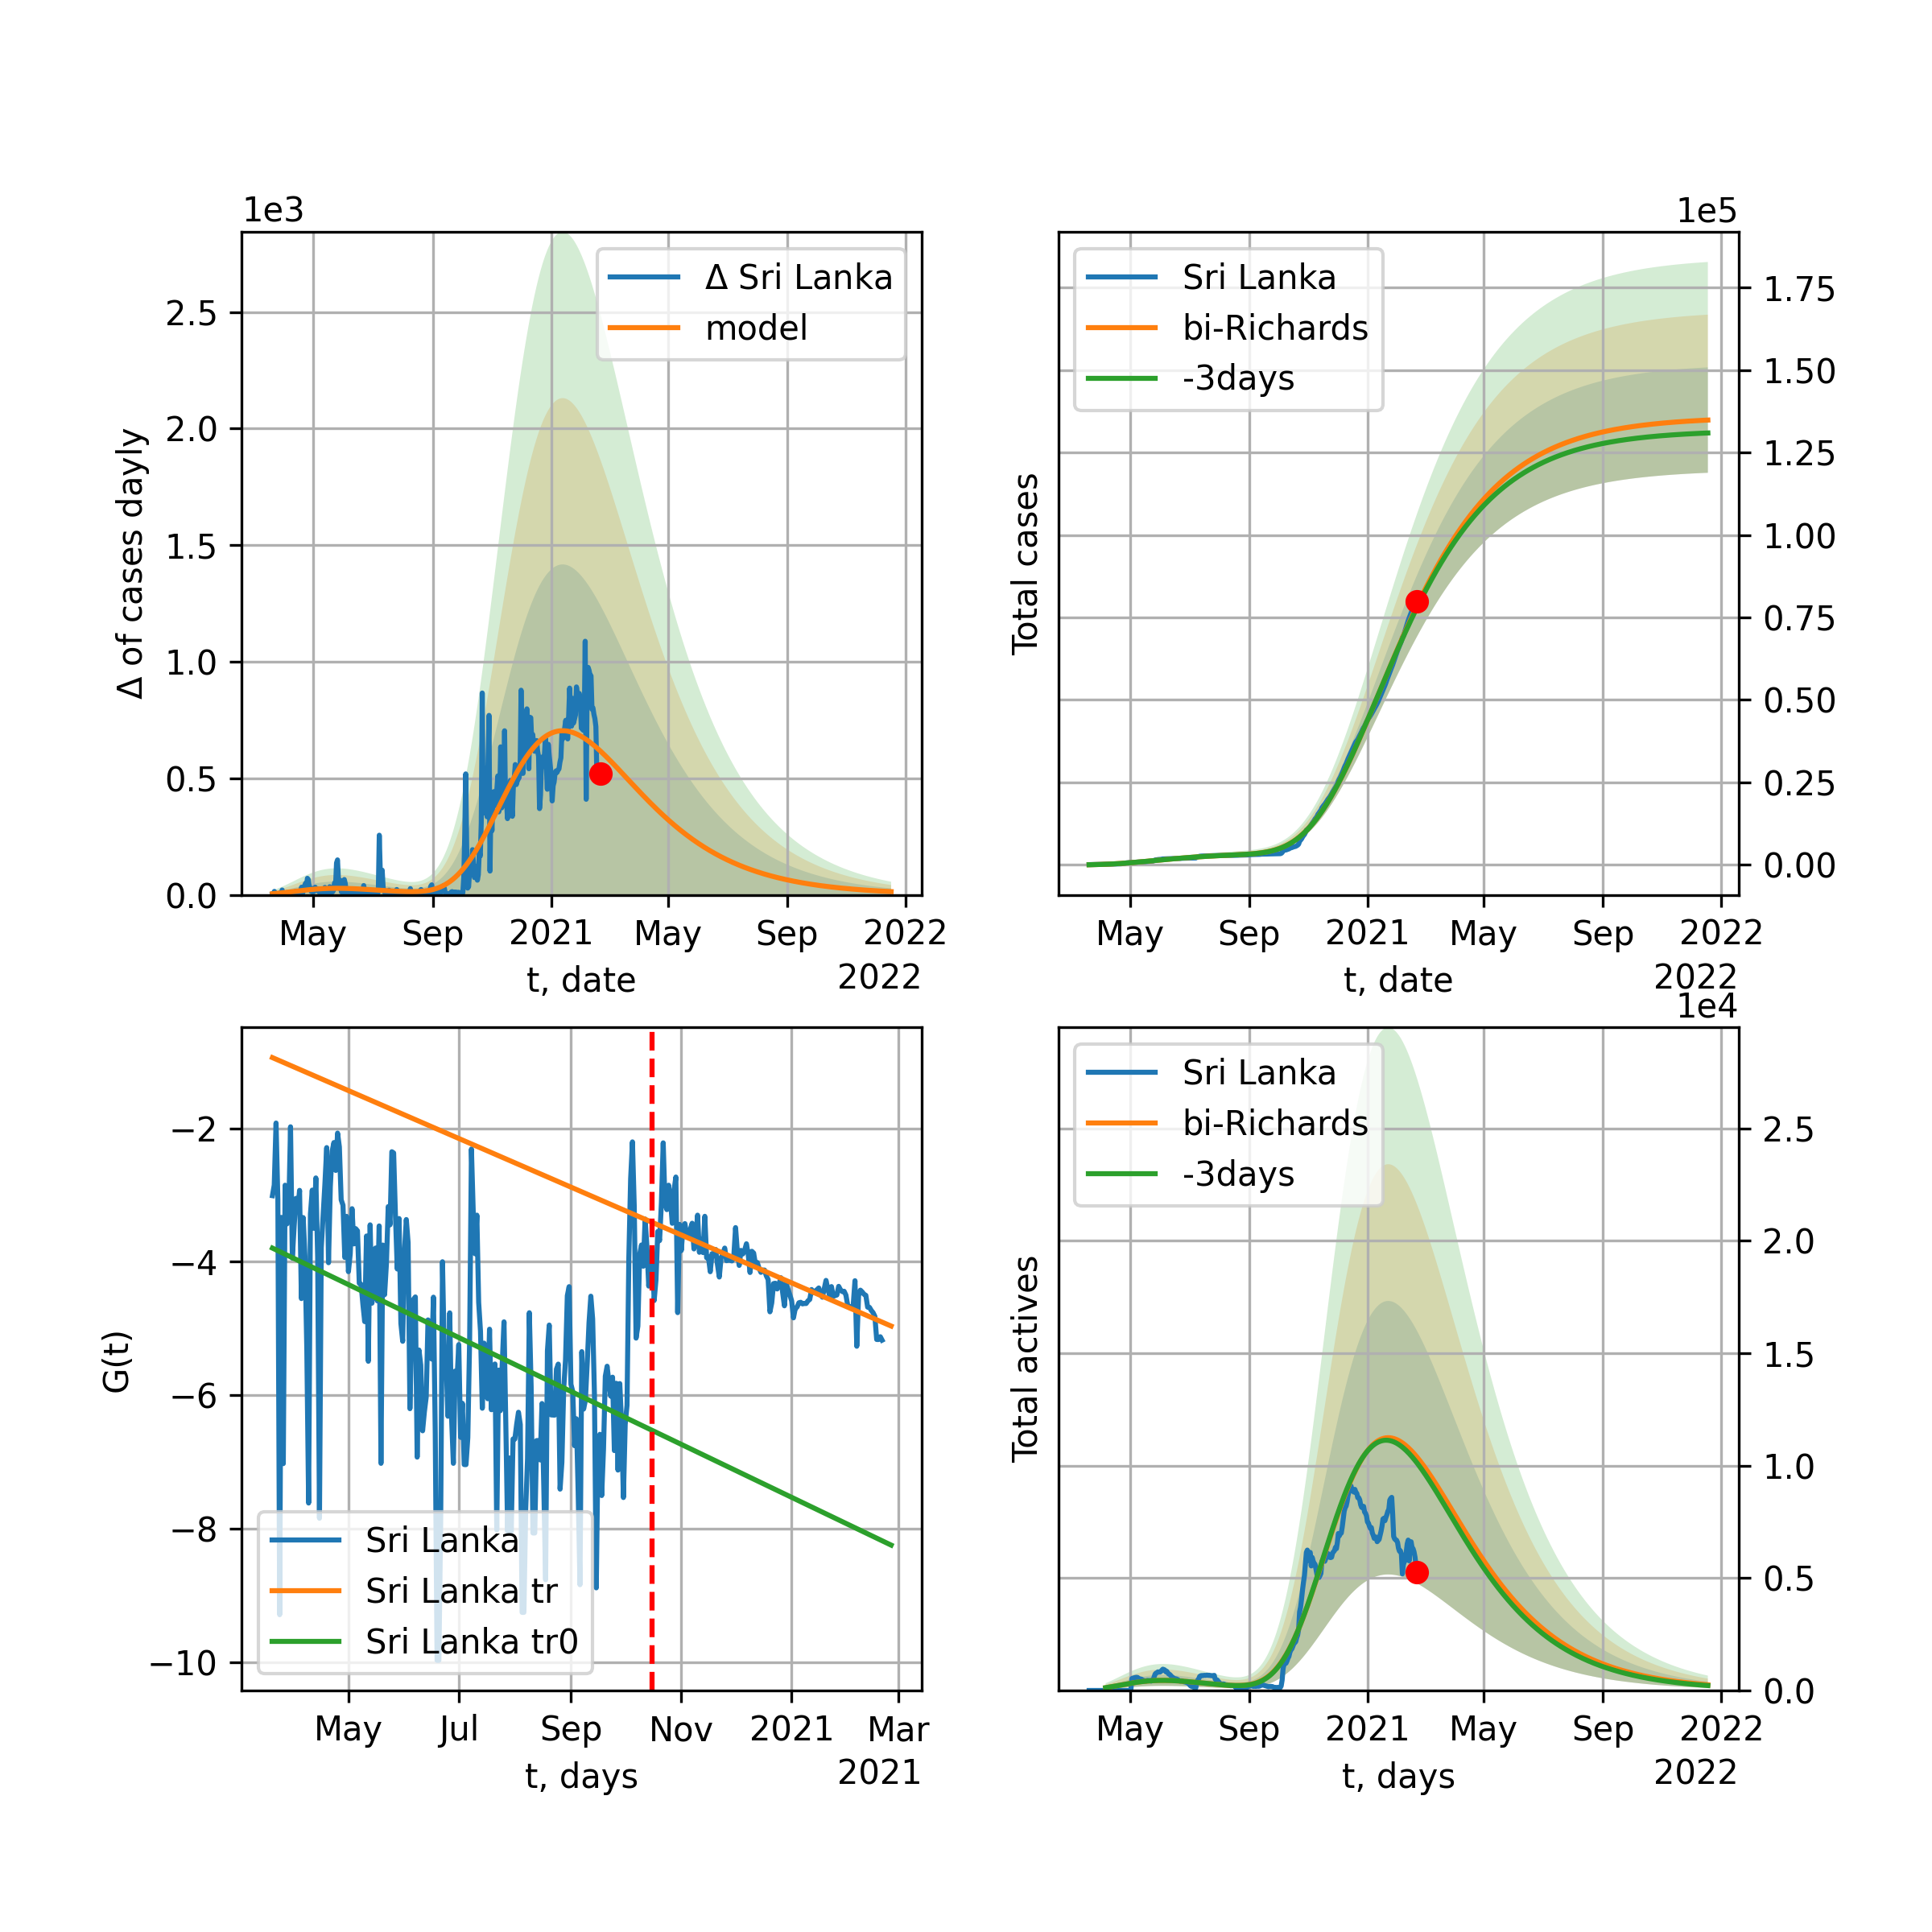 1e3
Δ of cases dayly
2.5
2.0
1.5
1.0
0.5
0.0
Δ Sri Lanka
model
May Sep 2021 May Sep 2022
t, date
2022
1e5
Total cases
Sri Lanka
bi-Richards
-3days
1.75
1.50
1.25
1.00
0.75
0.50
0.25
0.00
May Sep 2021 May Sep 2022
t, date
2022
G(t)
−2
−4
−6
−8
−10
Sri Lanka
Sri Lanka tr
Sri Lanka tr0
May Jul Sep Nov 2021 Mar
t, days
2021
1e4
Total actives
Sri Lanka
bi-Richards
-3days
2.5
2.0
1.5
1.0
0.5
0.0
May Sep 2021 May Sep 2022
t, days
2022